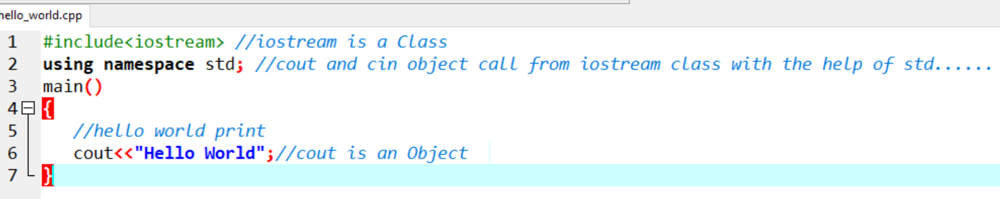 hello_world.cpp
1 #include<iostream> //iostream is a Class
2 using namespace std; //cout and cin object call from iostream class with the help of std......
3 main()
4 {
5 //hello world print
6 cout<<"Hello World";//cout is an Object
7 }